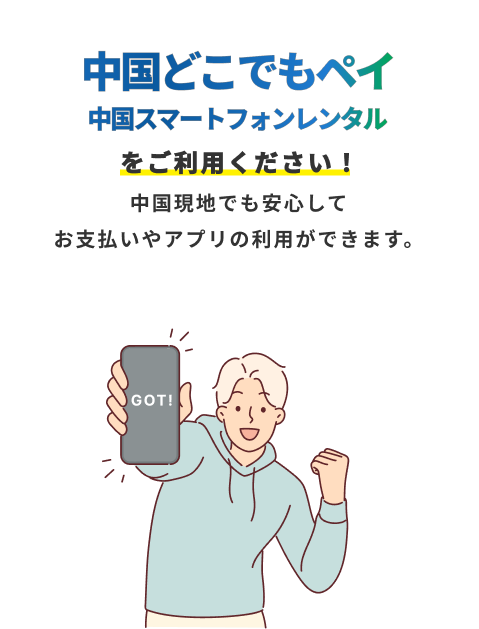 中国どこでもペイ
中国スマートフォンレンタル
をご利用ください！
中国現地でも安心して
お支払いやアプリの利用ができます。
GOT!